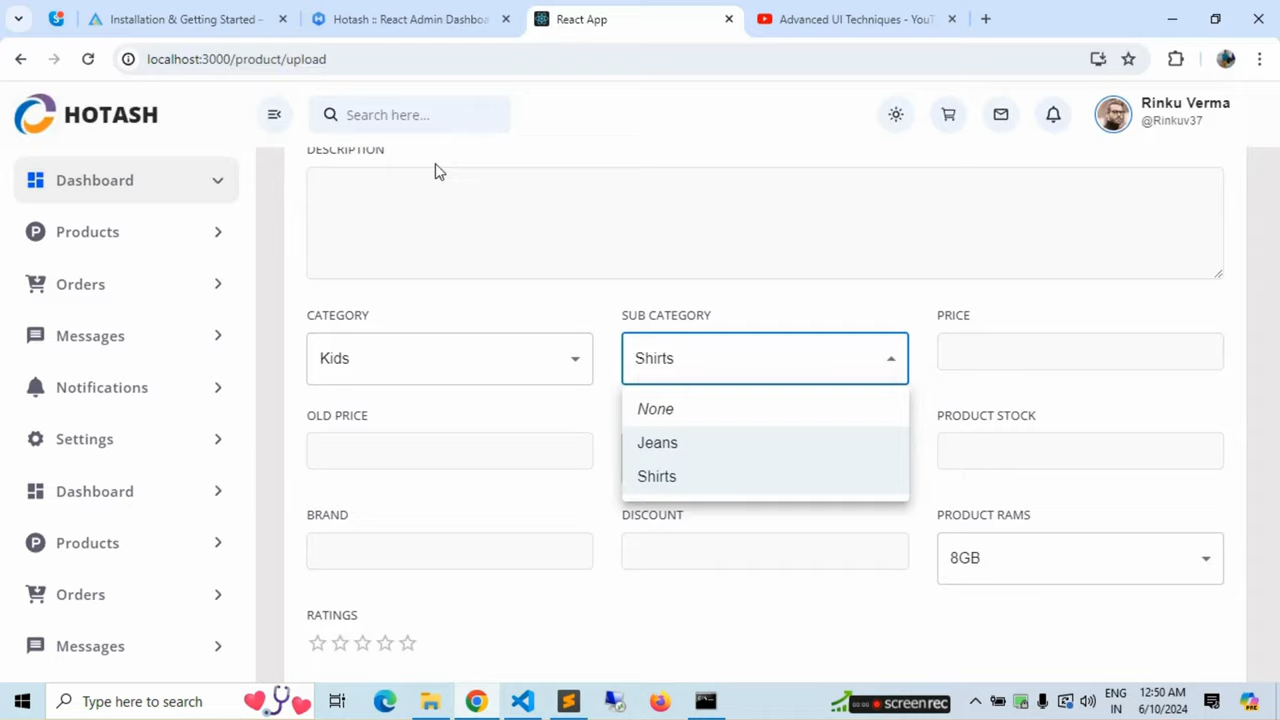 Installation & Getting Started –
Hotash :: React Admin Dashboa
React App
Advanced UI Techniques - YouT
localhost:3000/product/upload
HOTASH
Search here...
Rinku Verma
@Rinkuv37
Dashboard
Products
Orders
Messages
Notifications
Settings
Dashboard
Products
Orders
Messages
DESCRIPTION
CATEGORY
SUB CATEGORY
PRICE
Kids
Shirts
None
Jeans
Shirts
OLD PRICE
PRODUCT STOCK
BRAND
DISCOUNT
PRODUCT RAMS
8GB
RATINGS
Type here to search
screenrec
ENG
IN
12:50 AM
6/10/2024